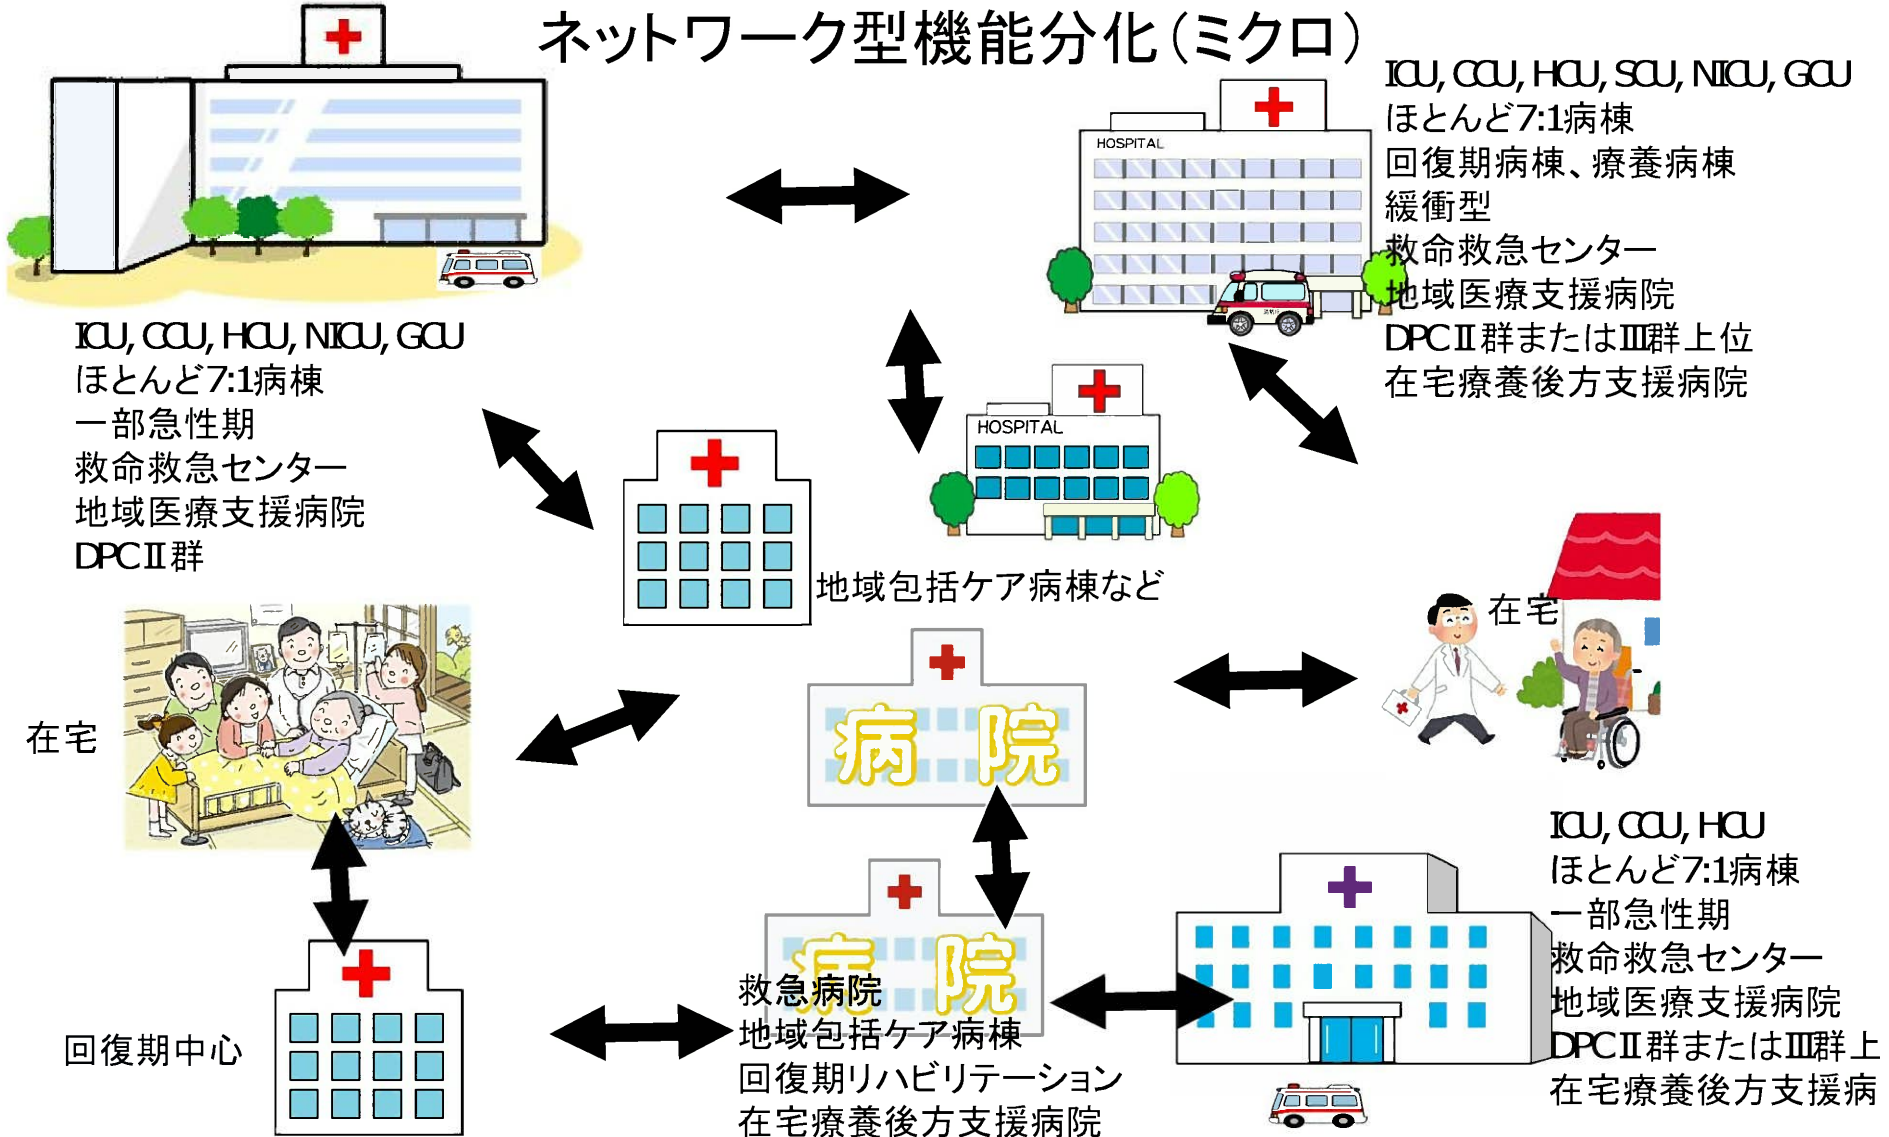 ネットワーク型機能分化（ミクロ）
ICU, CCU, HCU, SCU, NICU, GCU
ほとんど7:1病棟
回復期病棟、療養病棟
緩衝型
救命救急センター
地域医療支援病院
DPCⅡ群またはⅢ群上位
在宅療養後方支援病院
HOSPITAL
ICU, CCU, HCU, NICU, GCU
ほとんど7:1病棟
一部急性期
救命救急センター
地域医療支援病院
DPCⅡ群
HOSPITAL
地域包括ケア病棟など
在宅
在宅
病院
ICU, CCU, HCU
ほとんど7:1病棟
一部急性期
救命救急センター
地域医療支援病院
DPCⅡ群またはⅢ群上
在宅療養後方支援病
病院
救急病院
地域包括ケア病棟
回復期リハビリテーション
在宅療養後方支援病院
回復期中心